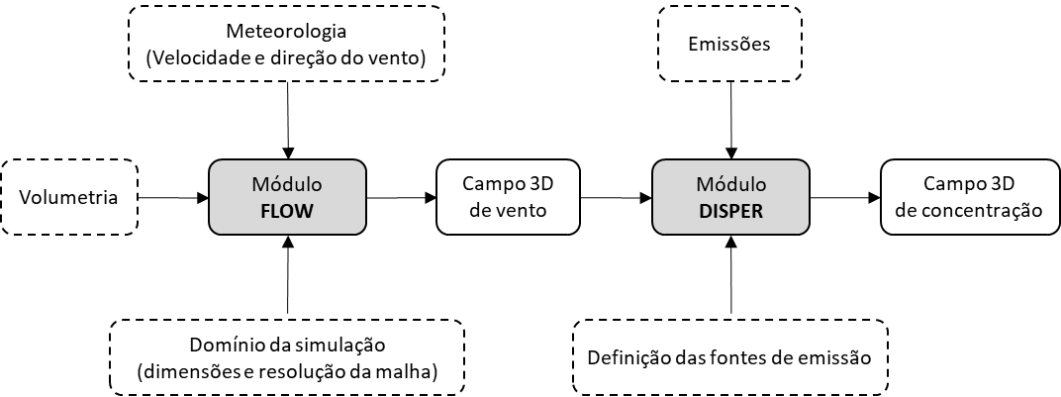 Meteorologia
(Velocidade e direção do vento)
Emissões
Volumetria
Módulo
FLOW
Campo 3D
de vento
Módulo
DISPER
Campo 3D
de concentração
Domínio da simulação
(dimensões e resolução da malha)
Definição das fontes de emissão